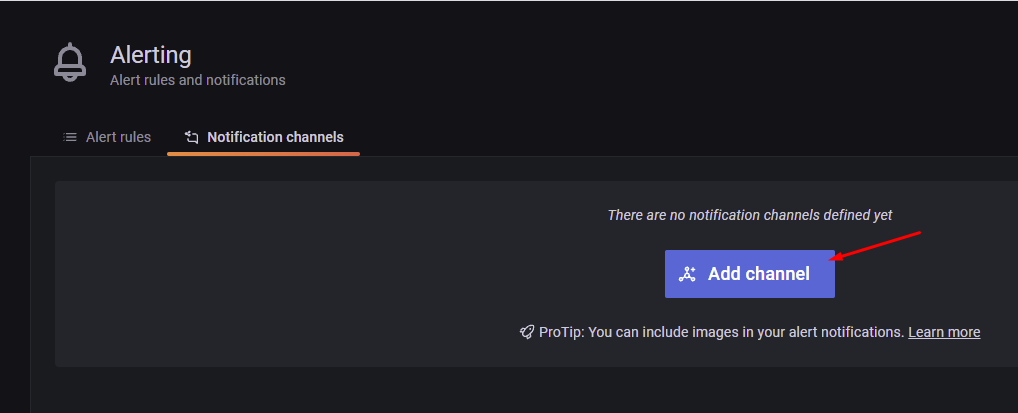 Alerting
Alert rules and notifications
Alert rules
Notification channels
There are no notification channels defined yet
Add channel
ProTip: You can include images in your alert notifications. Learn more